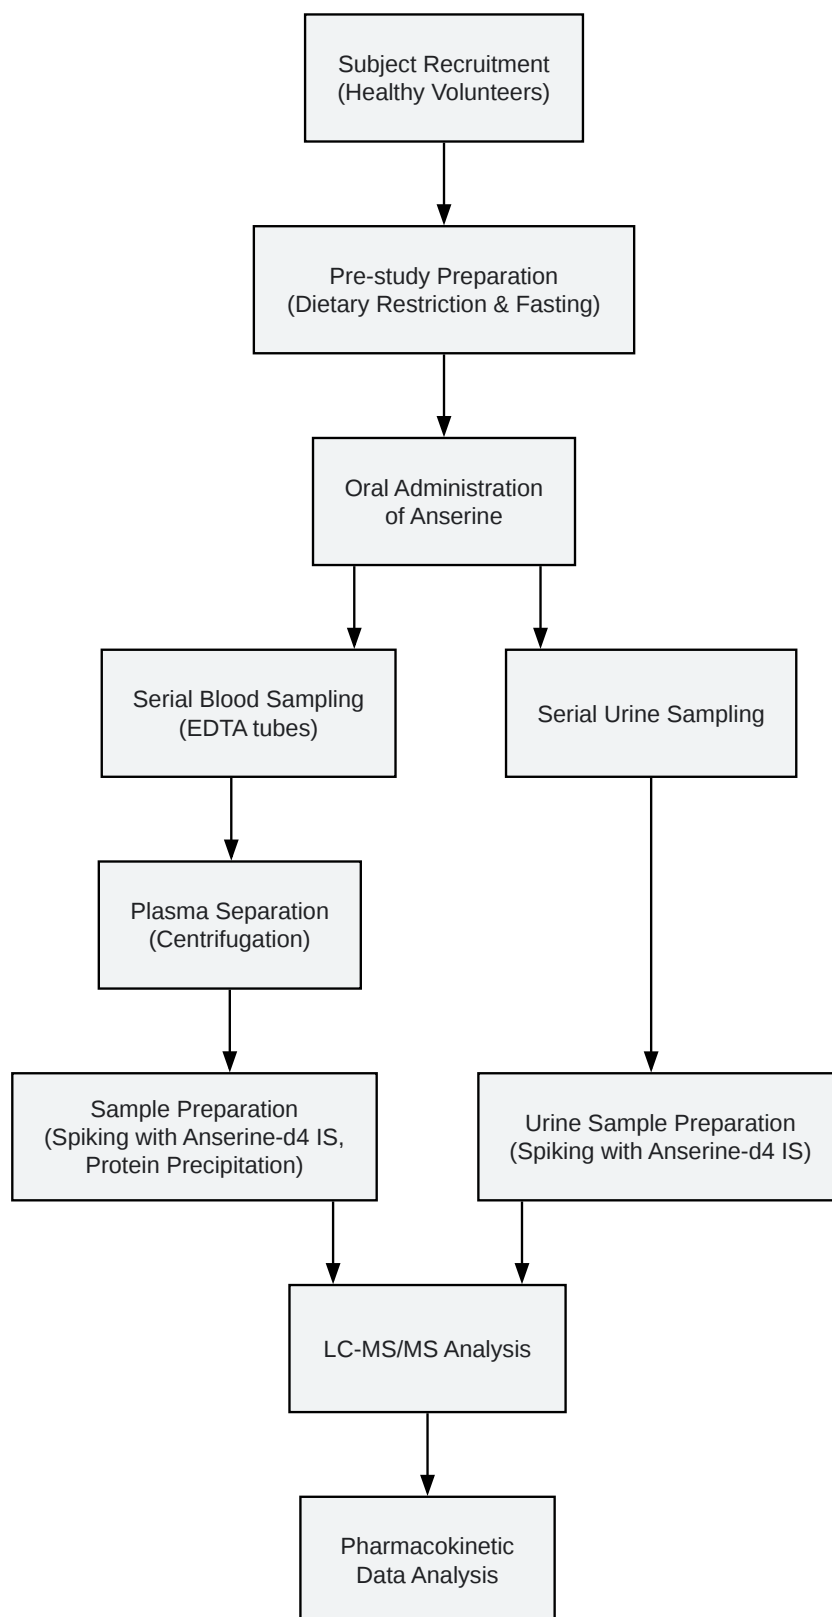 Subject Recruitment
(Healthy Volunteers)
Pre-study Preparation
(Dietary Restriction & Fasting)
Oral Administration
of Anserine
Serial Blood Sampling
(EDTA tubes)
Serial Urine Sampling
Plasma Separation
(Centrifugation)
Sample Preparation
(Spiking with Anserine-d4 IS,
Protein Precipitation)
Urine Sample Preparation
(Spiking with Anserine-d4 IS)
LC-MS/MS Analysis
Pharmacokinetic
Data Analysis